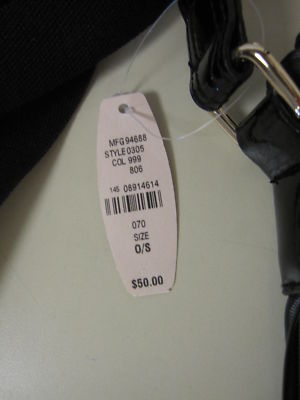 MFG94688
STYLE0305
COL 999
806
145 08914614
070
SIZE
O/S
$50.00